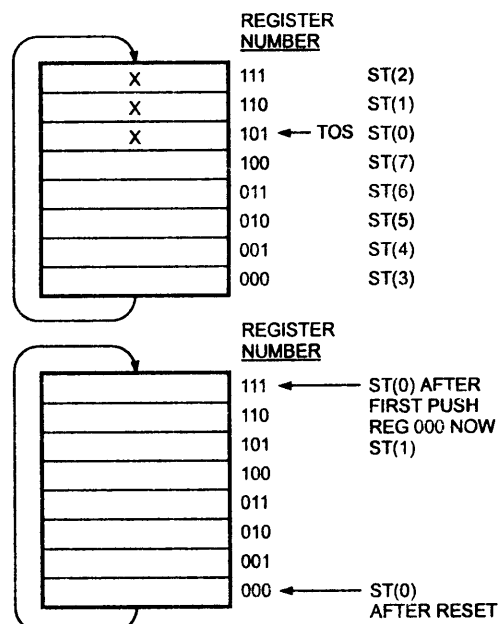 REGISTER
NUMBER
X 111 ST(2)
X 110 ST(1)
X 101 TOS ST(0)
100 ST(7)
011 ST(6)
010 ST(5)
001 ST(4)
000 ST(3)
REGISTER
NUMBER
111 ST(0) AFTER
110 FIRST PUSH
REG 000 NOW
101 ST(1)
100
011
010
001
000 ST(0)
AFTER RESET